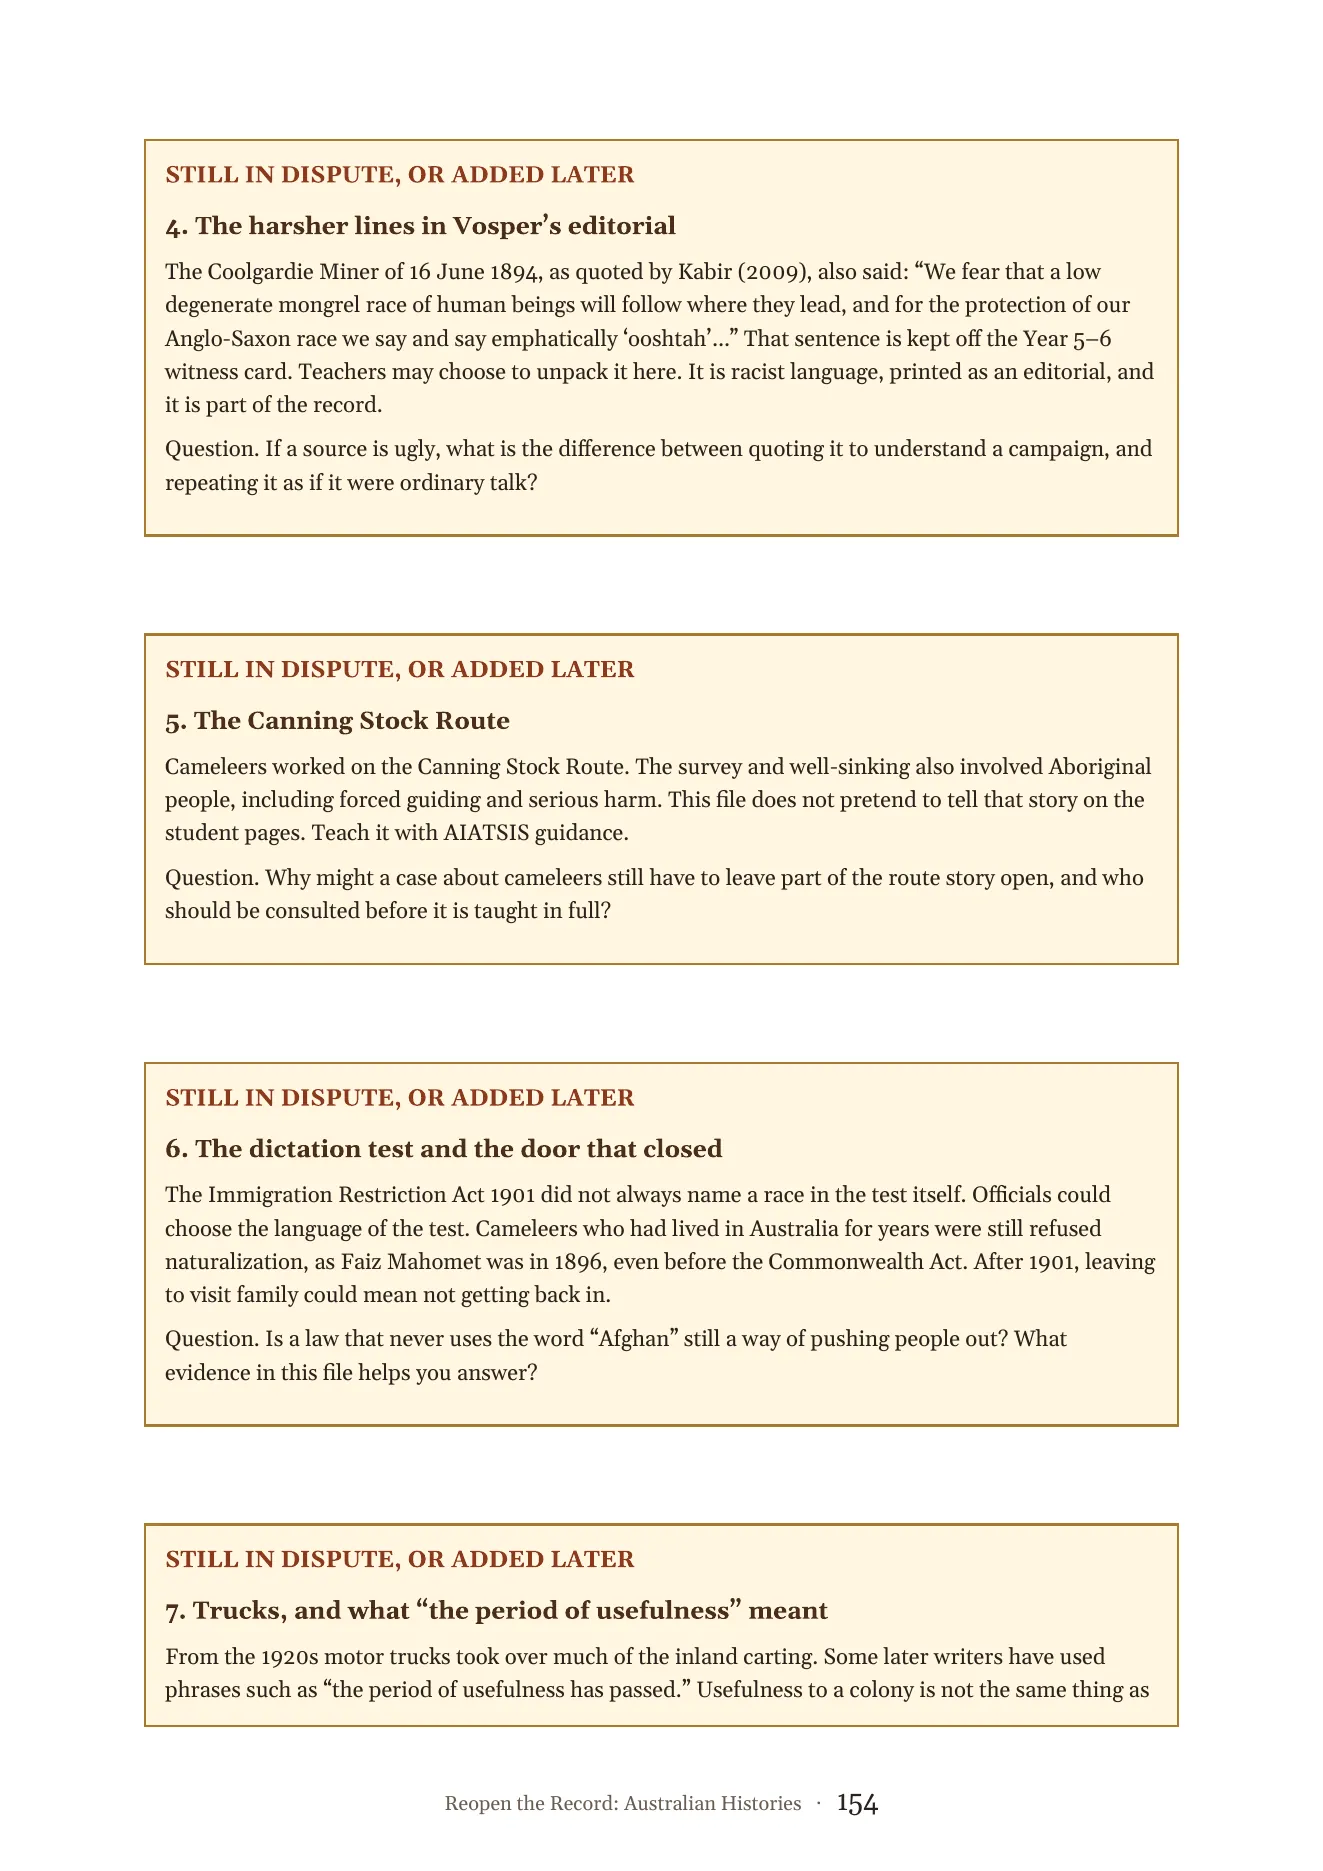 STILL IN DISPUTE, OR ADDED LATER
4. The harsher lines in Vosper’s editorial
The Coolgardie Miner of 16 June 1894, as quoted by Kabir (2009), also said: “We fear that a low
degenerate mongrel race of human beings will follow where they lead, and for the protection of our
Anglo-Saxon race we say and say emphatically ‘ooshtah’…” That sentence is kept off the Year 5–6
witness card. Teachers may choose to unpack it here. It is racist language, printed as an editorial, and
it is part of the record.
Question. If a source is ugly, what is the difference between quoting it to understand a campaign, and
repeating it as if it were ordinary talk?
STILL IN DISPUTE, OR ADDED LATER
5. The Canning Stock Route
Cameleers worked on the Canning Stock Route. The survey and well-sinking also involved Aboriginal
people, including forced guiding and serious harm. This file does not pretend to tell that story on the
student pages. Teach it with AIATSIS guidance.
Question. Why might a case about cameleers still have to leave part of the route story open, and who
should be consulted before it is taught in full?
STILL IN DISPUTE, OR ADDED LATER
6. The dictation test and the door that closed
The Immigration Restriction Act 1901 did not always name a race in the test itself. Officials could
choose the language of the test. Cameleers who had lived in Australia for years were still refused
naturalization, as Faiz Mahomet was in 1896, even before the Commonwealth Act. After 1901, leaving
to visit family could mean not getting back in.
Question. Is a law that never uses the word “Afghan” still a way of pushing people out? What
evidence in this file helps you answer?
STILL IN DISPUTE, OR ADDED LATER
7. Trucks, and what “the period of usefulness” meant
From the 1920s motor trucks took over much of the inland carting. Some later writers have used
phrases such as “the period of usefulness has passed.” Usefulness to a colony is not the same thing as
Reopen the Record: Australian Histories · 154